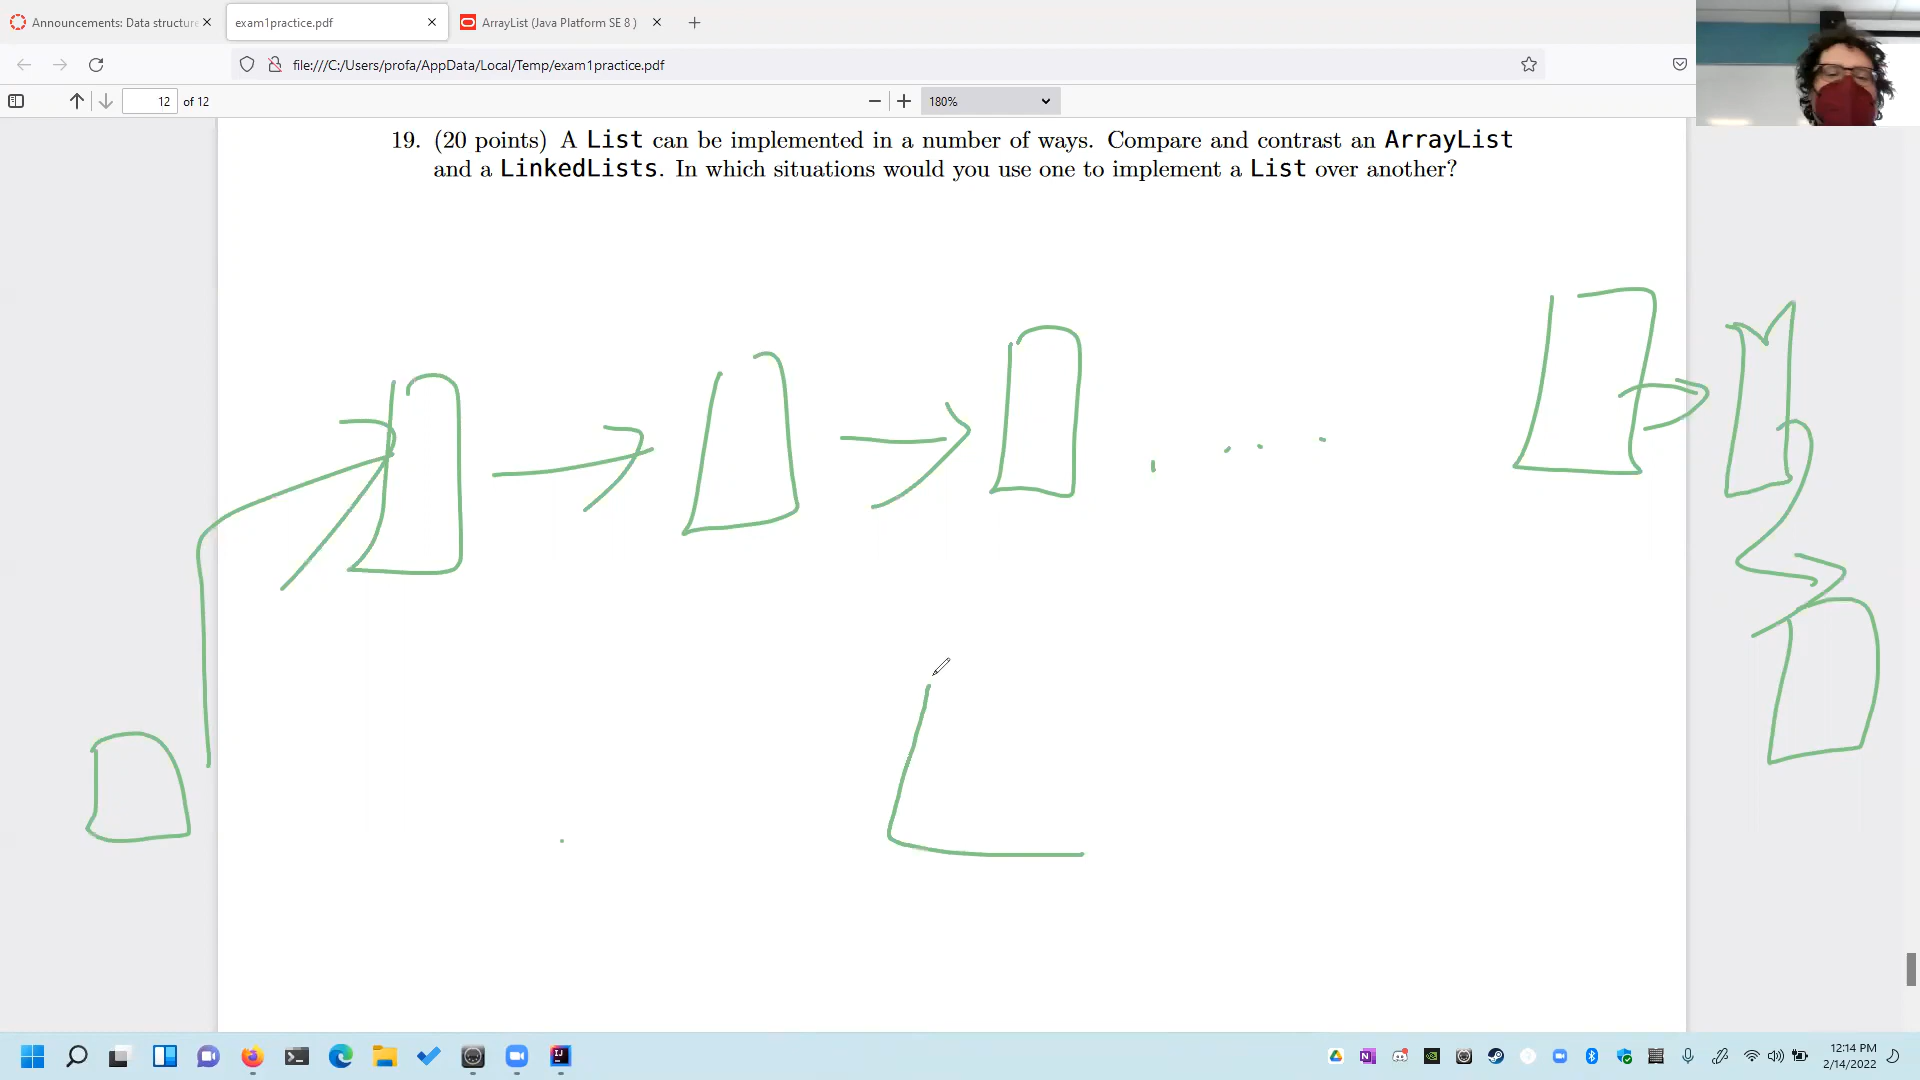 Announcements: Data structure
exam1practice.pdf
ArrayList (Java Platform SE 8 )
file:///C:/Users/profa/AppData/Local/Temp/exam1practice.pdf
12 of 12
180%
19. (20 points) A List can be implemented in a number of ways. Compare and contrast an ArrayList
and a LinkedLists. In which situations would you use one to implement a List over another?
12:14 PM
2/14/2022